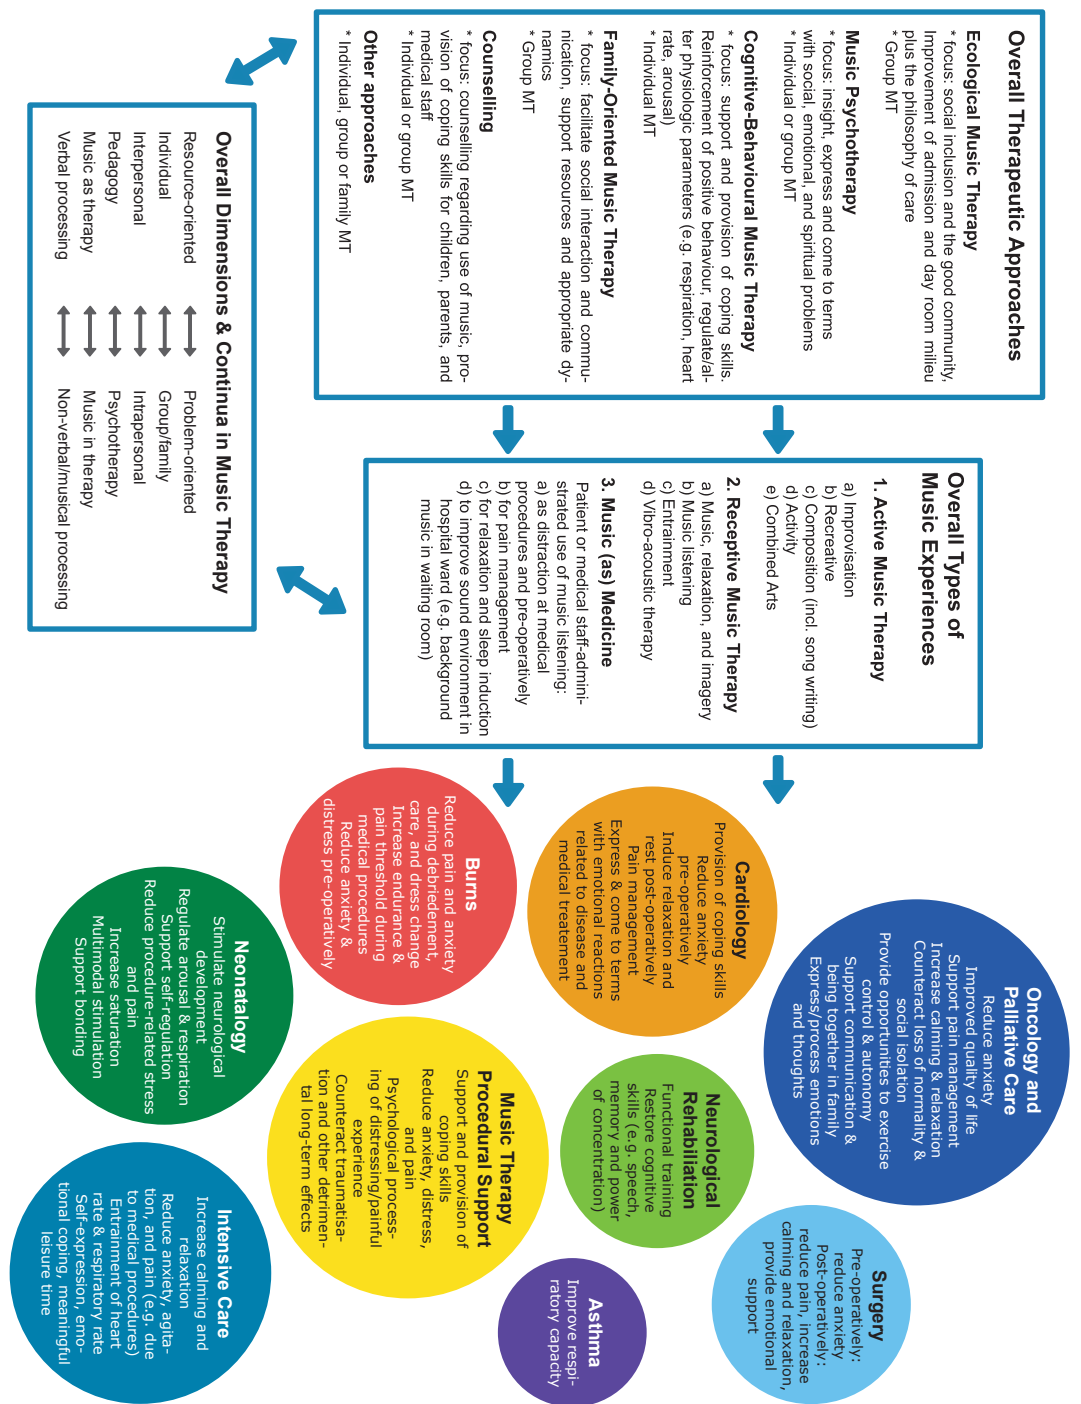 Overall Therapeutic Approaches
Ecological Music Therapy
* focus: social inclusion and the good community,
Improvement of admission and day room milieu
plus the philosophy of care
* Group MT
Music Psychotherapy
* focus: insight, express and come to terms
with social, emotional, and spiritual problems
* Individual or group MT
Cognitive-Behavioural Music Therapy
* focus: support and provision of coping skills.
Reinforcement of positive behaviour, regulate/al-
ter physiologic parameters (e.g. respiration, heart
rate, arousal)
* Individual MT
Family-Oriented Music Therapy
* focus: facilitate social interaction and commu-
nication, support resources and appropriate dy-
namics
* Group MT
Counselling
* focus: counselling regarding use of music, pro-
vision of coping skills for children, parents, and
medical staff
* Individual or group MT
Other approaches
* Individual, group or family MT
Overall Dimensions & Continua in Music Therapy
Resource-oriented Problem-oriented
Individual Group/family
Interpersonal Intrapersonal
Pedagogy Psychotherapy
Music as therapy Music in therapy
Verbal processing Non-verbal/musical processing
Overall Types of
Music Experiences
1. Active Music Therapy
a) Improvisation
b) Recreative
c) Composition (incl. song writing)
d) Activity
e) Combined Arts
2. Receptive Music Therapy
a) Music, relaxation, and imagery
b) Music listening
c) Entrainment
d) Vibro-acoustic therapy
3. Music (as) Medicine
Patient or medical staff-admini-
strated use of music listening:
a) as distraction at medical
procedures and pre-operatively
b) for pain management
c) for relaxation and sleep induction
d) to improve sound environment in
hospital ward (e.g. background
music in waiting room)
Oncology and
Palliative Care
Reduce anxiety
Improved quality of life
Support pain management
Increase calming & relaxation
Counteract loss of normality &
social isolation
Provide opportunities to exercise
control & autonomy
Support communication &
being together in family
Express/process emotions
and thoughts
Surgery
Pre-operatively:
reduce anxiety
Post-operatively:
reduce pain, increase
calming and relaxation,
provide emotional
support
Cardiology
Provision of coping skills
Reduce anxiety
pre-operatively
Induce relaxation and
rest post-operatively
Pain management
Express & come to terms
with emotional reactions
related to disease and
medical treatement
Neurological
Rehabiliation
Functional training
Restore cognitive
skills (e.g. speech,
memory and power
of concentration)
Asthma
Improve respi-
ratory capacity
Burns
Reduce pain and anxiety
during debriedement,
care, and dress change
Increase endurance &
pain threshold during
medical procedures
Reduce anxiety &
distress pre-operatively
Music Therapy
Procedural Support
Support and provision of
coping skills
Reduce anxiety, distress,
and pain
Psychological process-
ing of distressing/painful
experience
Counteract traumatisa-
tion and other detrimen-
tal long-term effects
Neonatalogy
Stimulate neurological
development
Regulate arousal & respiration
Support self-regulation
Reduce procedure-related stress
and pain
Increase saturation
Multimodal stimulation
Support bonding
Intensive Care
Increase calming and
relaxation
Reduce anxiety, agita-
tion, and pain (e.g. due
to medical procedures)
Entrainment of heart
rate & respiratory rate
Self-expression, emo-
tional coping, meaningful
leisure time